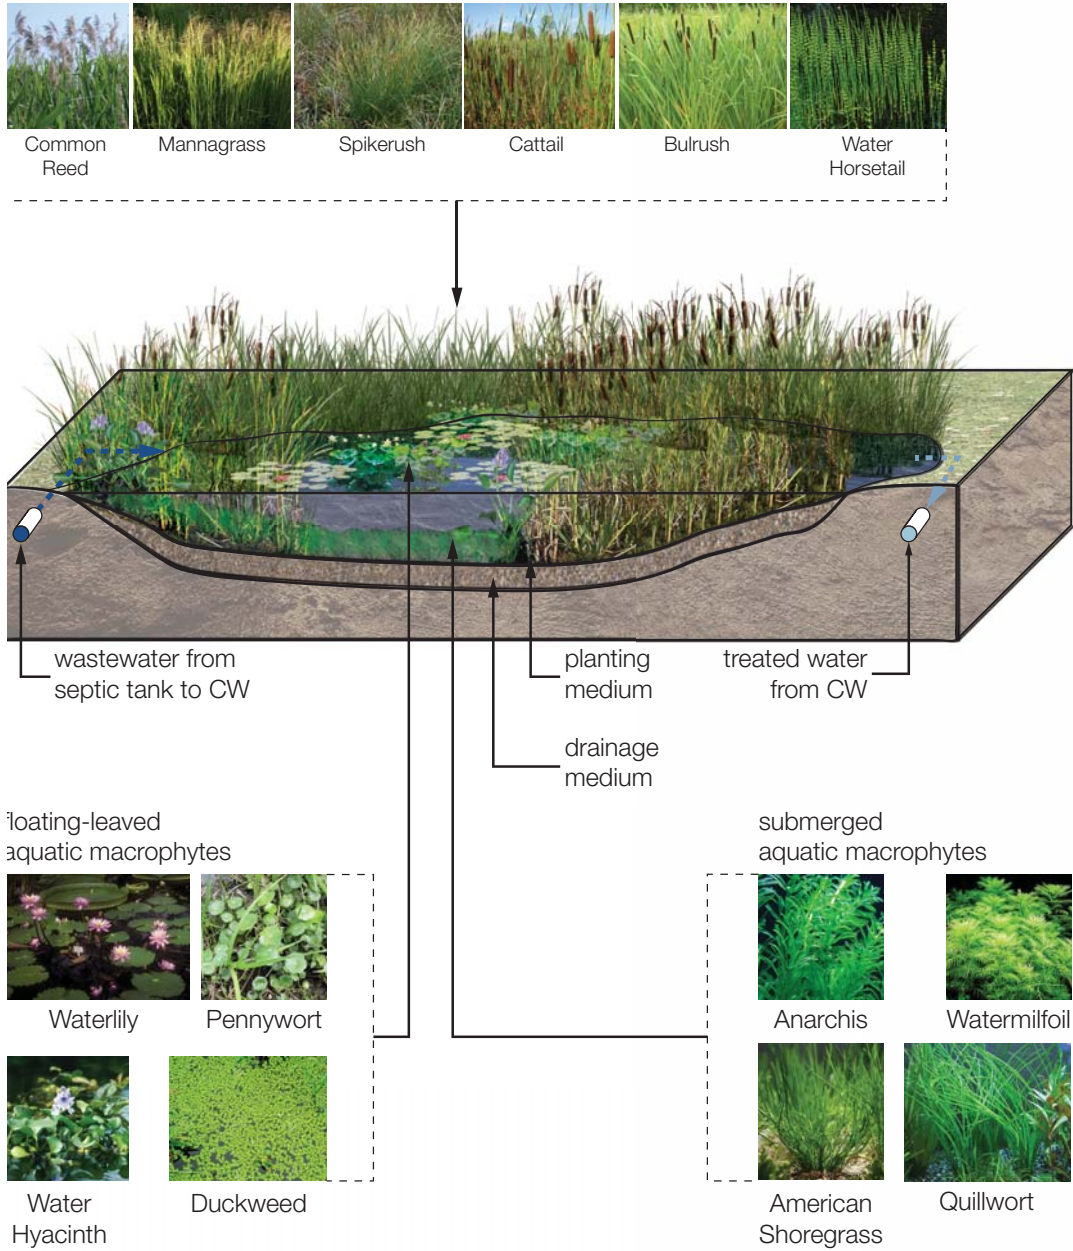 Common
Reed
Mannagrass
Spikerush
Cattail
Bulrush
Water
Horsetail
wastewater from
septic tank to CW
planting
medium
treated water
from CW
drainage
medium
floating-leaved
aquatic macrophytes
submerged
aquatic macrophytes
Waterlily
Pennywort
Anarchis
Watermilfoil
Water
Hyacinth
Duckweed
American
Shoregrass
Quillwort